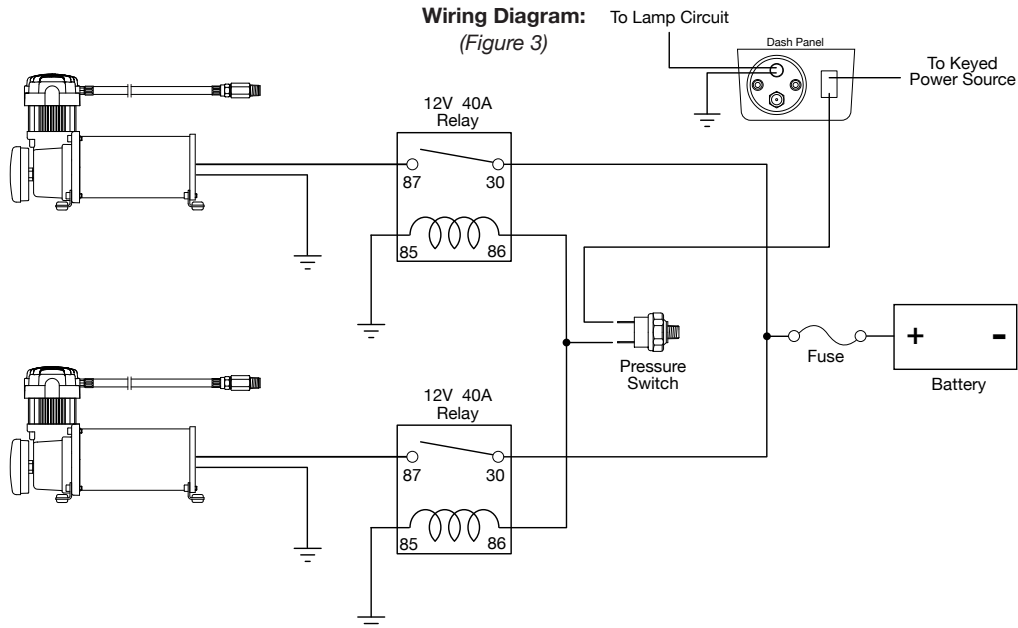 Wiring Diagram:
(Figure 3)
To Lamp Circuit
Dash Panel
To Keyed
Power Source
12V 40A
Relay
87
30
85
86
Pressure
Switch
Fuse
+
-
Battery
12V 40A
Relay
87
30
85
86